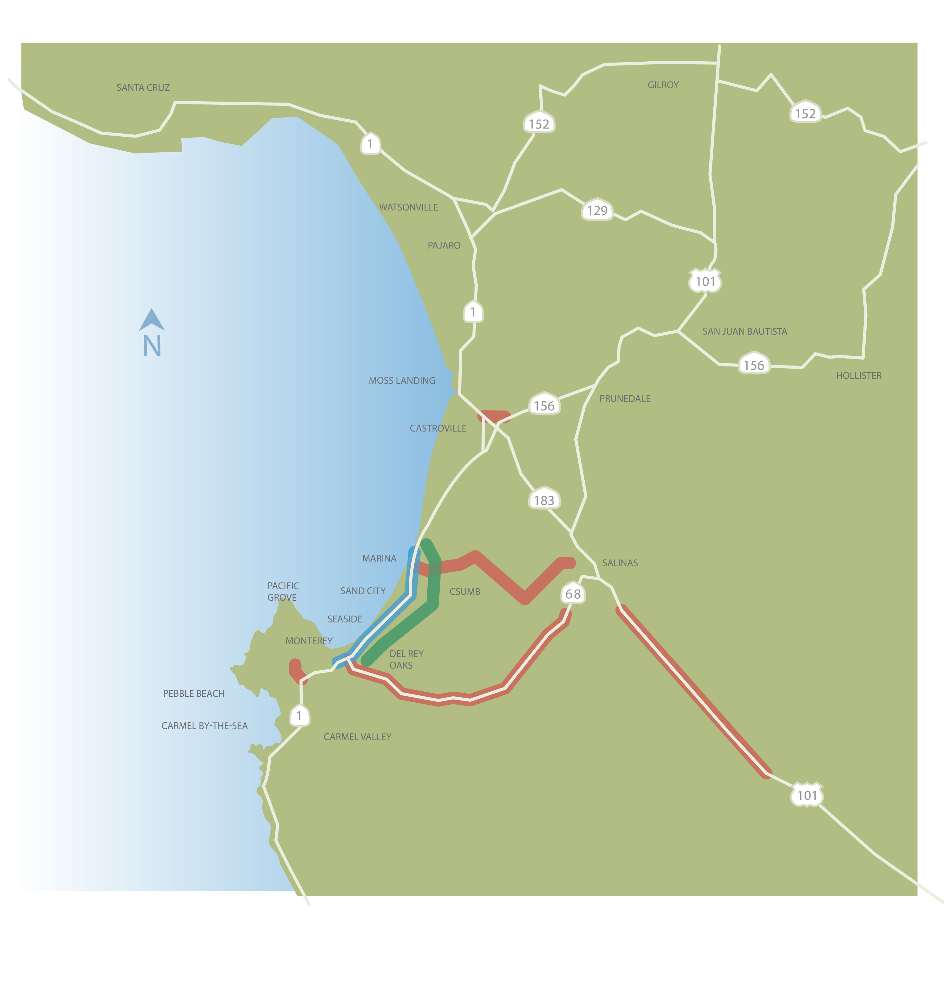 SANTA CRUZ
GILROY
152
152
1
WATSONVILLE
129
PAJARO
101
1
N
SAN JUAN BAUTISTA
156
HOLLISTER
MOSS LANDING
156
PRUNEDALE
CASTROVILLE
183
MARINA
SALINAS
PACIFIC
GROVE
SAND CITY
CSUMB
68
SEASIDE
MONTEREY
DEL REY
OAKS
PEBBLE BEACH
1
CARMEL BY-THE-SEA
CARMEL VALLEY
101